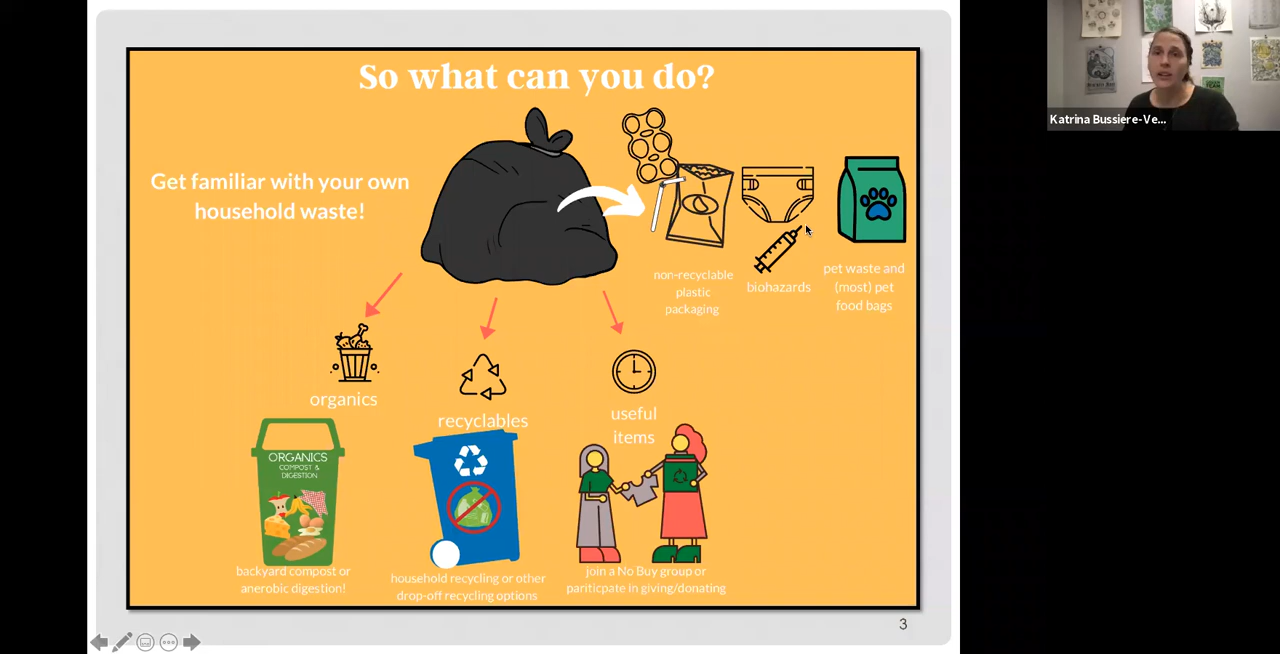 So what can you do?
Get familiar with your own
household waste!
non-recyclable
plastic
packaging
biohazards
pet waste and
(most) pet
food bags
organics
recyclables
useful
items
ORGANICS
COMPOST &
DIGESTION
backyard compost or
anerobic digestion!
household recycling or other
drop-off recycling options
join a No Buy group or
pariticpate in giving/donating
3
Katrina Bussiere-Ve...